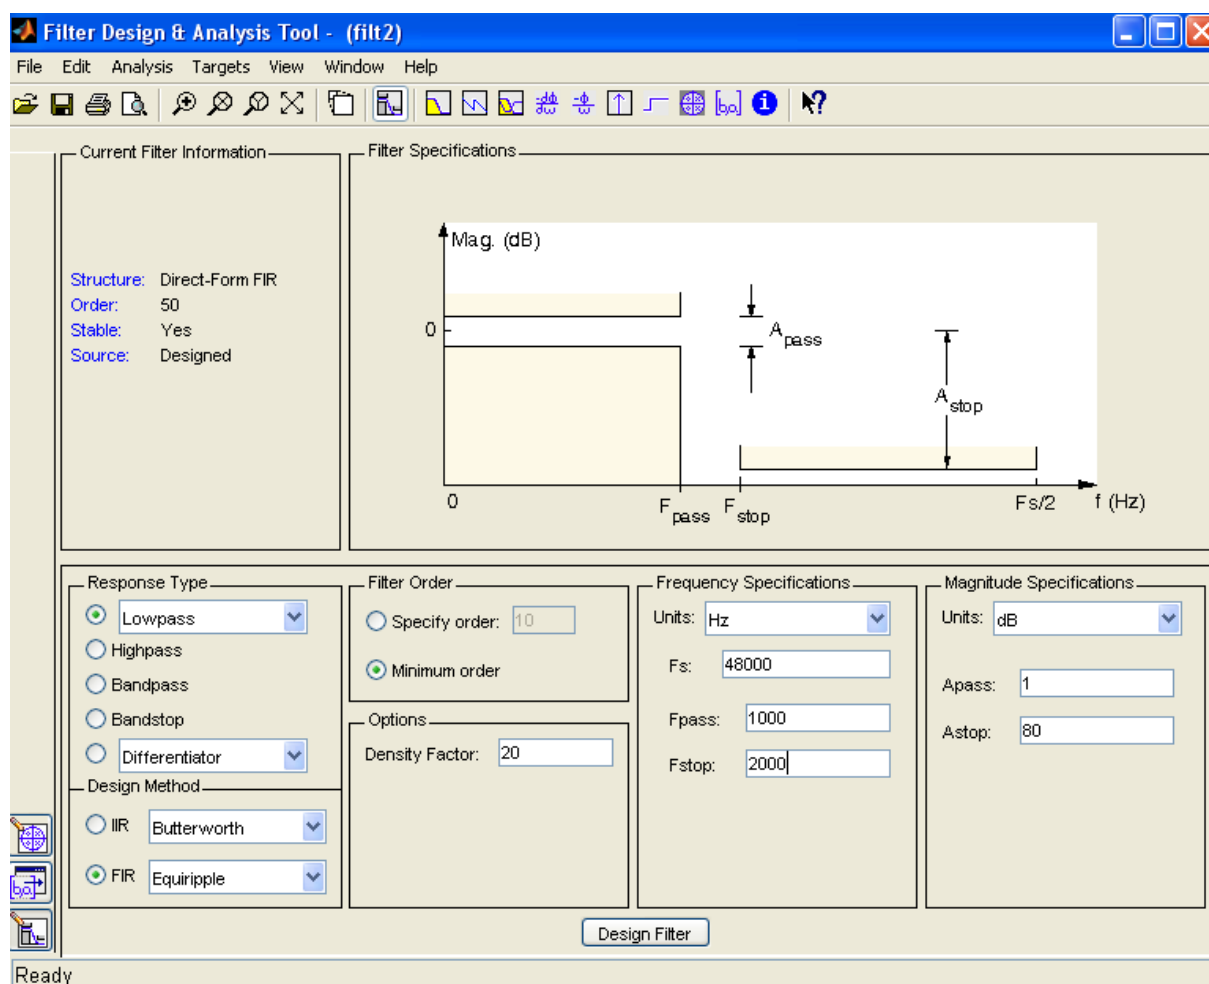 Filter Design & Analysis Tool - (filt2)
File Edit Analysis Targets View Window Help
Current Filter Information
Structure: Direct-Form FIR
Order: 50
Stable: Yes
Source: Designed
Filter Specifications
Mag. (dB)
0
A pass
A stop
0 F pass F stop Fs/2 f (Hz)
Response Type
Lowpass
Highpass
Bandpass
Bandstop
Differentiator
Design Method
IIR Butterworth
FIR Equiripple
Filter Order
Specify order: 10
Minimum order
Options
Density Factor: 20
Frequency Specifications
Units: Hz
Fs: 48000
Fpass: 1000
Fstop: 2000
Magnitude Specifications
Units: dB
Apass: 1
Astop: 80
Design Filter
Ready